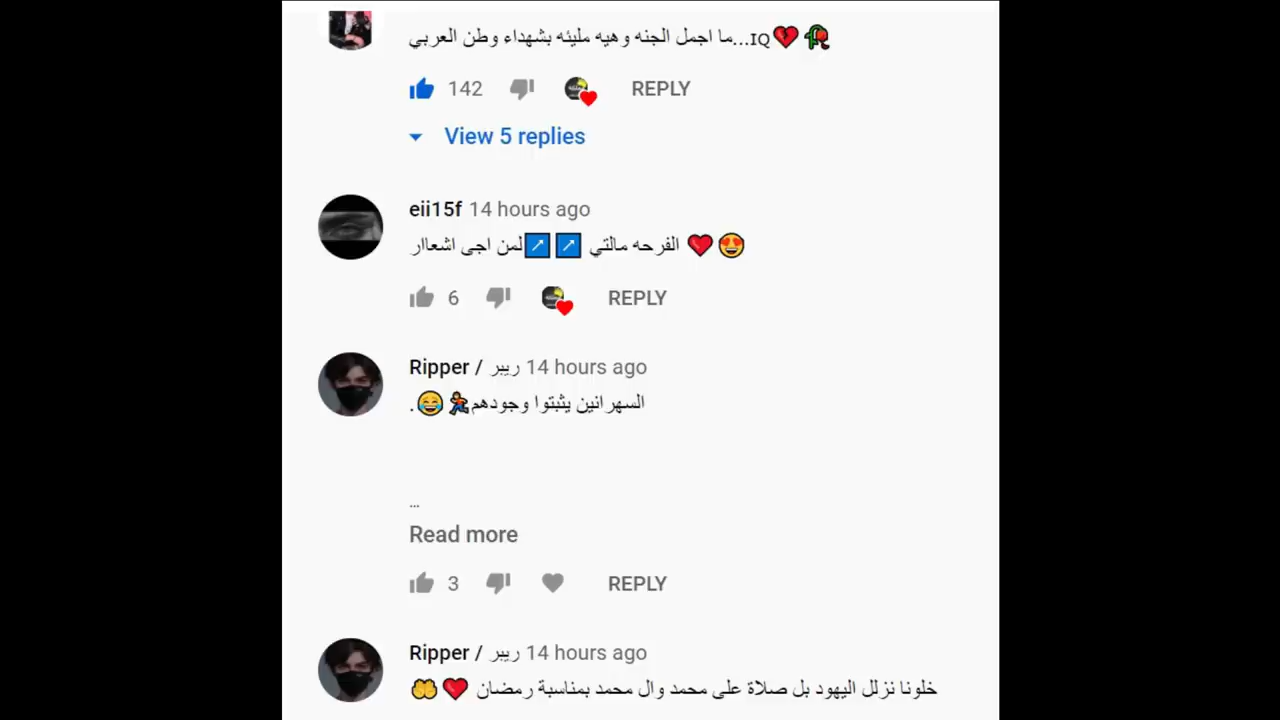 ما اجمل الجنه وهيه مليئه بشهداء وطن العربي...IQ💔🥀
142 REPLY
View 5 replies
eii15f 14 hours ago
لمن اجى اشعاار↗️↗️ الفرحه مالتي ❤️😍
6 REPLY
Ripper / ريبر 14 hours ago
السهرانين يثبتوا وجودهم🏃😂.
...
Read more
3 REPLY
Ripper / ريبر 14 hours ago
خلونا نزلل اليهود بل صلاة على محمد وال محمد بمناسبة رمضان ❤️🤲